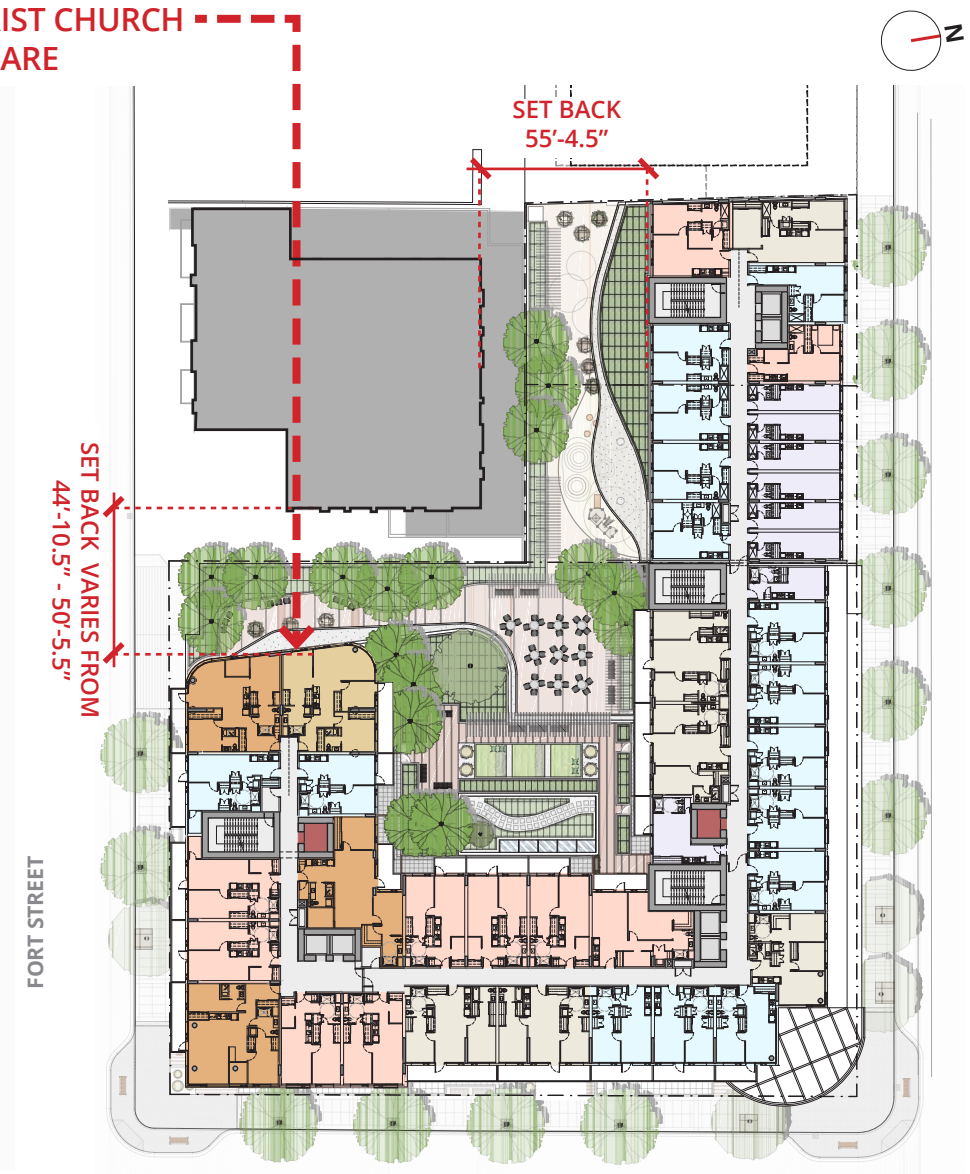 IST CHURCH
ARE
N
SET BACK
55'-4.5"
SET BACK VARIES FROM
44'-10.5" - 50'-5.5"
FORT STREET